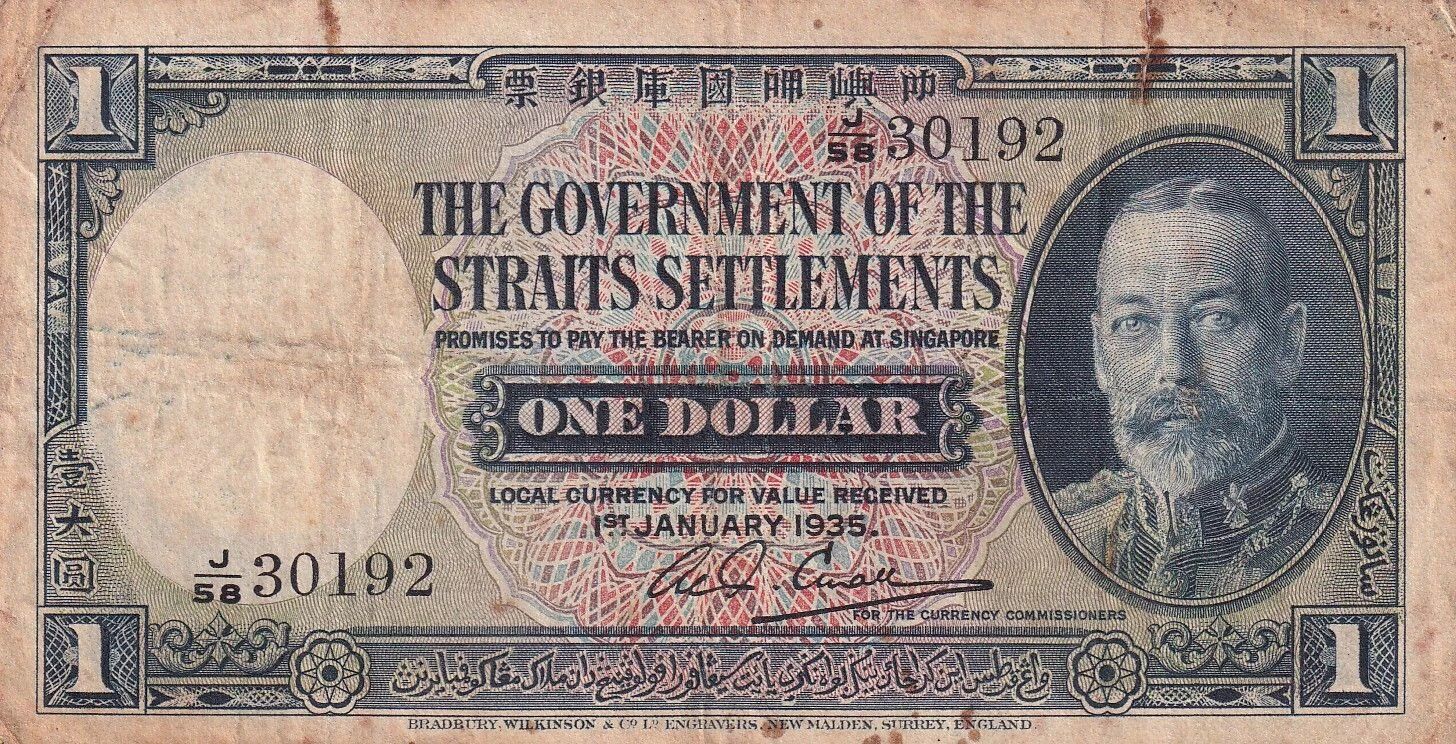 1
叻嶼呷國庫銀票
1
J/58 30192
THE GOVERNMENT OF THE
STRAITS SETTLEMENTS
PROMISES TO PAY THE BEARER ON DEMAND AT SINGAPORE
ONE DOLLAR
LOCAL CURRENCY FOR VALUE RECEIVED
1ST JANUARY 1935.
壹大圓
J/58 30192
FOR THE CURRENCY COMMISSIONERS
1
1
BRADBURY, WILKINSON & Co Ld ENGRAVERS, NEW MALDEN, SURREY, ENGLAND.